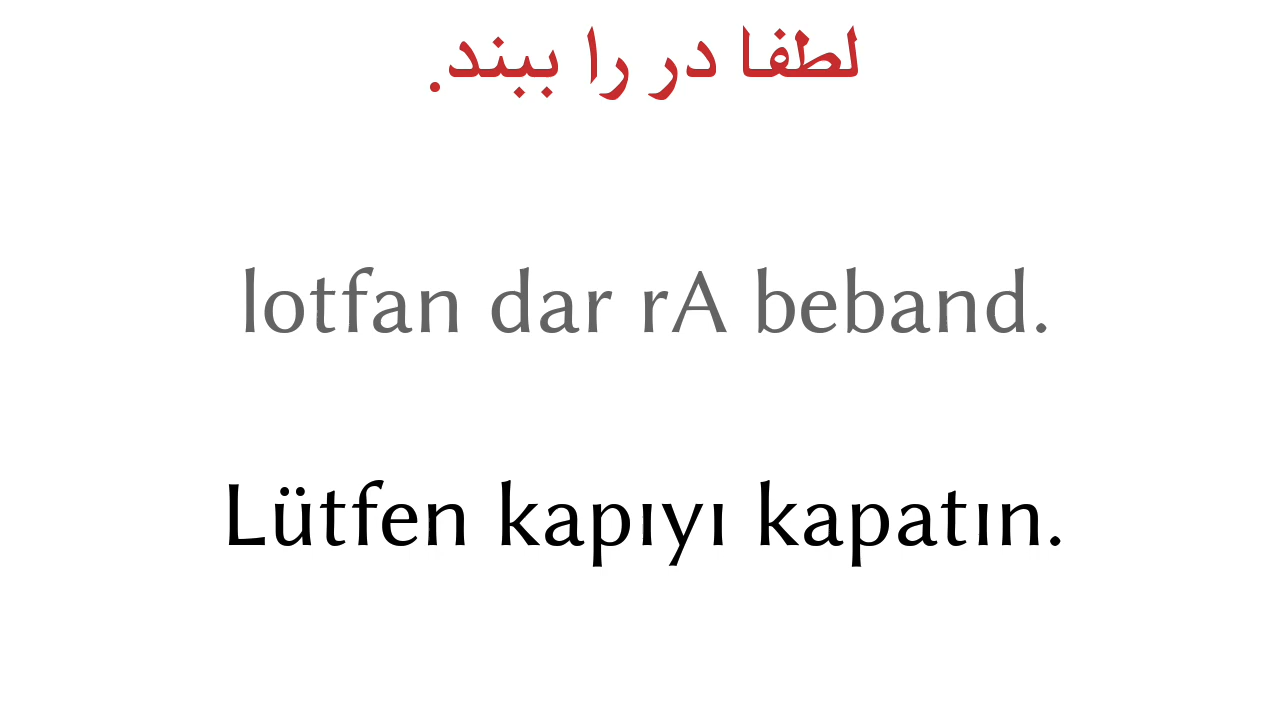 لطفا در را ببند.
lotfan dar rA beband.
Lütfen kapıyı kapatın.